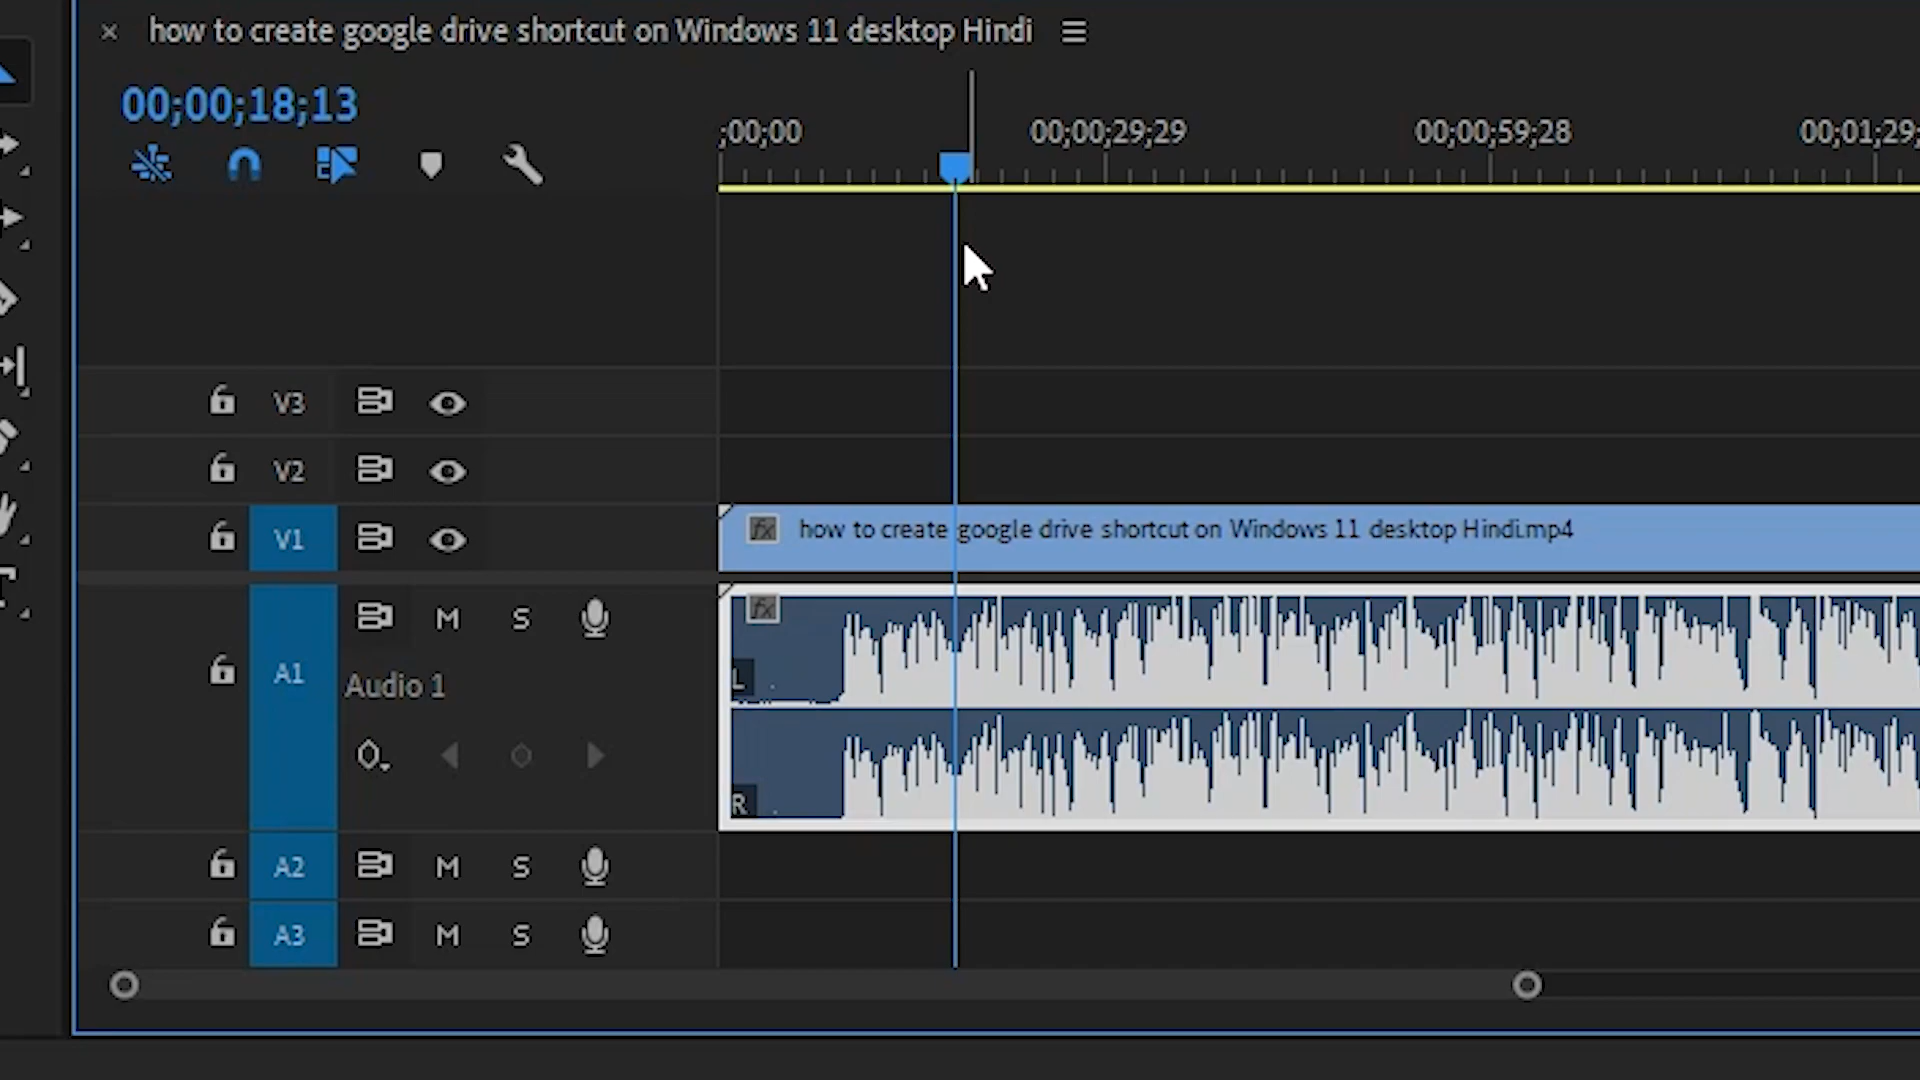 how to create google drive shortcut on Windows 11 desktop Hindi
00;00;18;13
;00;00 00;00;29;29 00;00;59;28 00;01;29;
V3
V2
V1
fx how to create google drive shortcut on Windows 11 desktop Hindi.mp4
A1 M S
fx
L
Audio 1
R
A2 M S
A3 M S